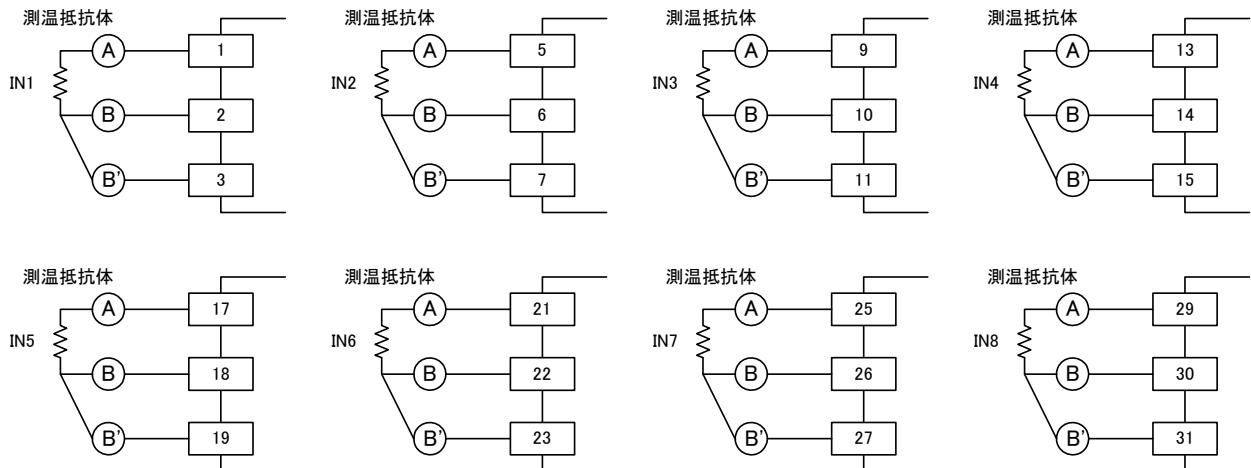 測温抵抗体 測温抵抗体 測温抵抗体 測温抵抗体
A 1 A 5 A 9 A 13
IN1 IN2 IN3 IN4
B 2 B 6 B 10 B 14
B' 3 B' 7 B' 11 B' 15
測温抵抗体 測温抵抗体 測温抵抗体 測温抵抗体
A 17 A 21 A 25 A 29
IN5 IN6 IN7 IN8
B 18 B 22 B 26 B 30
B' 19 B' 23 B' 27 B' 31